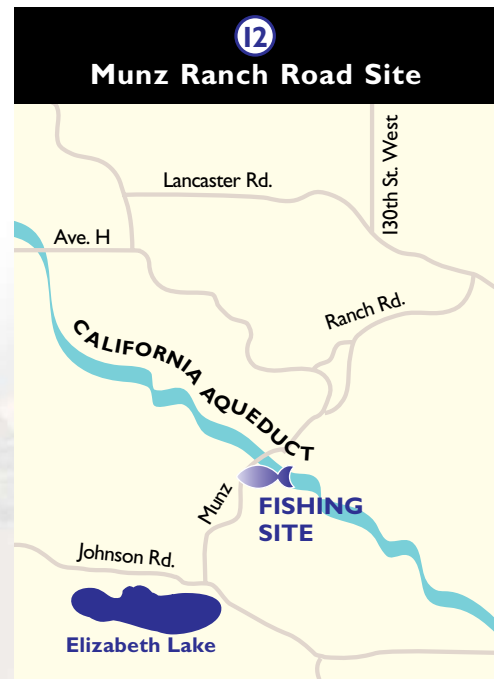 12
Munz Ranch Road Site
130th St. West
Lancaster Rd.
Ave. H
Ranch Rd.
CALIFORNIA AQUEDUCT
Munz
FISHING
SITE
Johnson Rd.
Elizabeth Lake